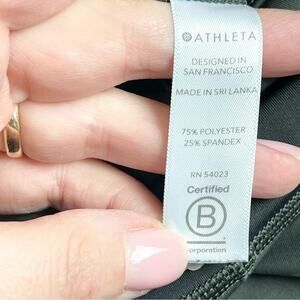 ATHLETA
DESIGNED IN
SAN FRANCISCO
MADE IN SRI LANKA
75% POLYESTER
25% SPANDEX
RN 54023
Certified
B
Corporation